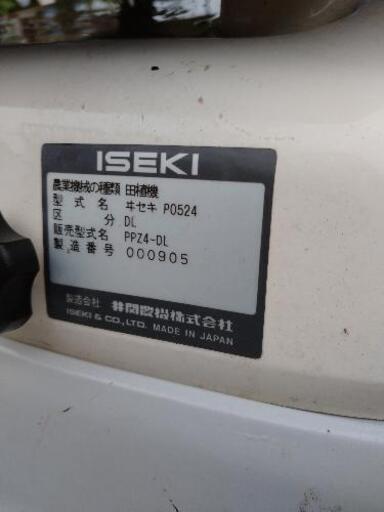 ISEKI
農業機械の種類 田植機
型式名 ヰセキ P0524
区分 DL
販売型式名 PPZ4-DL
製造番号 000905
製造会社 井関農機株式会社
ISEKI & CO., LTD. MADE IN JAPAN